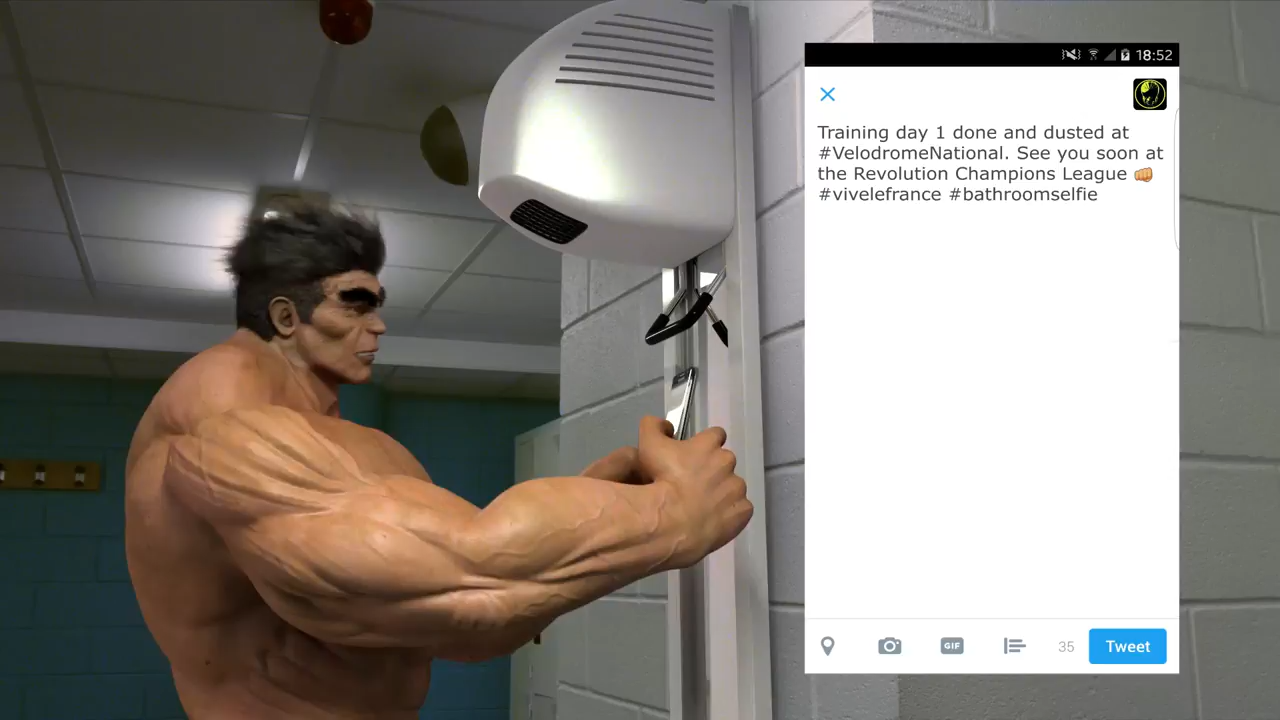 18:52
Training day 1 done and dusted at
#VelodromeNational. See you soon at
the Revolution Champions League 👊
#vivelefrance #bathroomselfie
GIF
35
Tweet